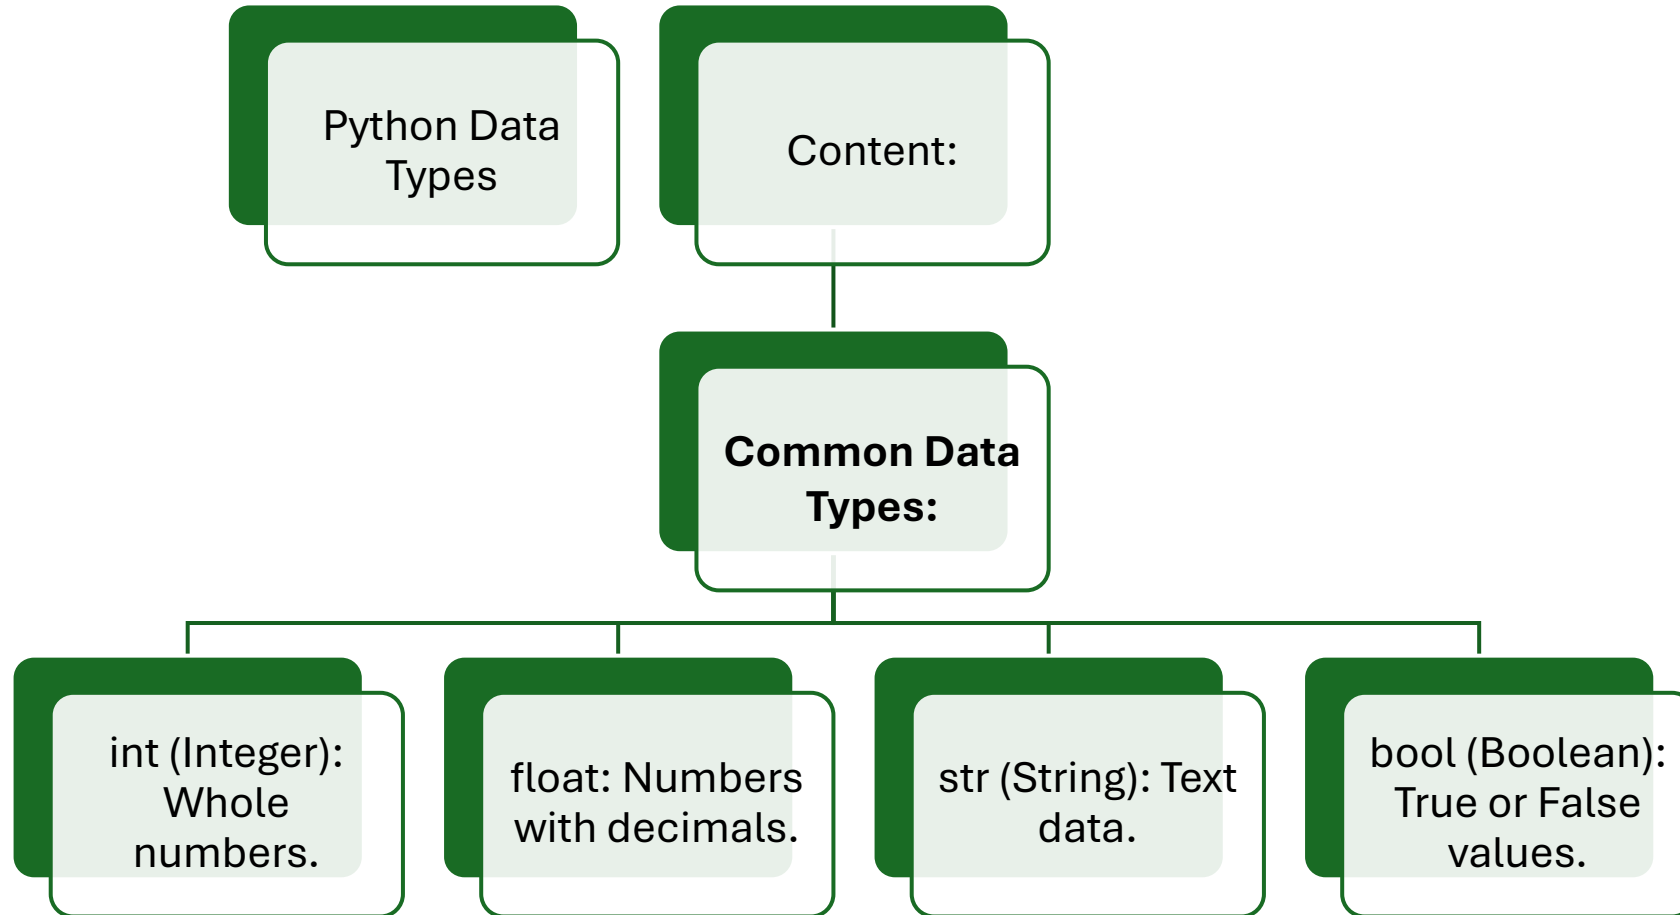 Python Data
Types
Content:
Common Data
Types:
int (Integer):
Whole
numbers.
float: Numbers
with decimals.
str (String): Text
data.
bool (Boolean):
True or False
values.